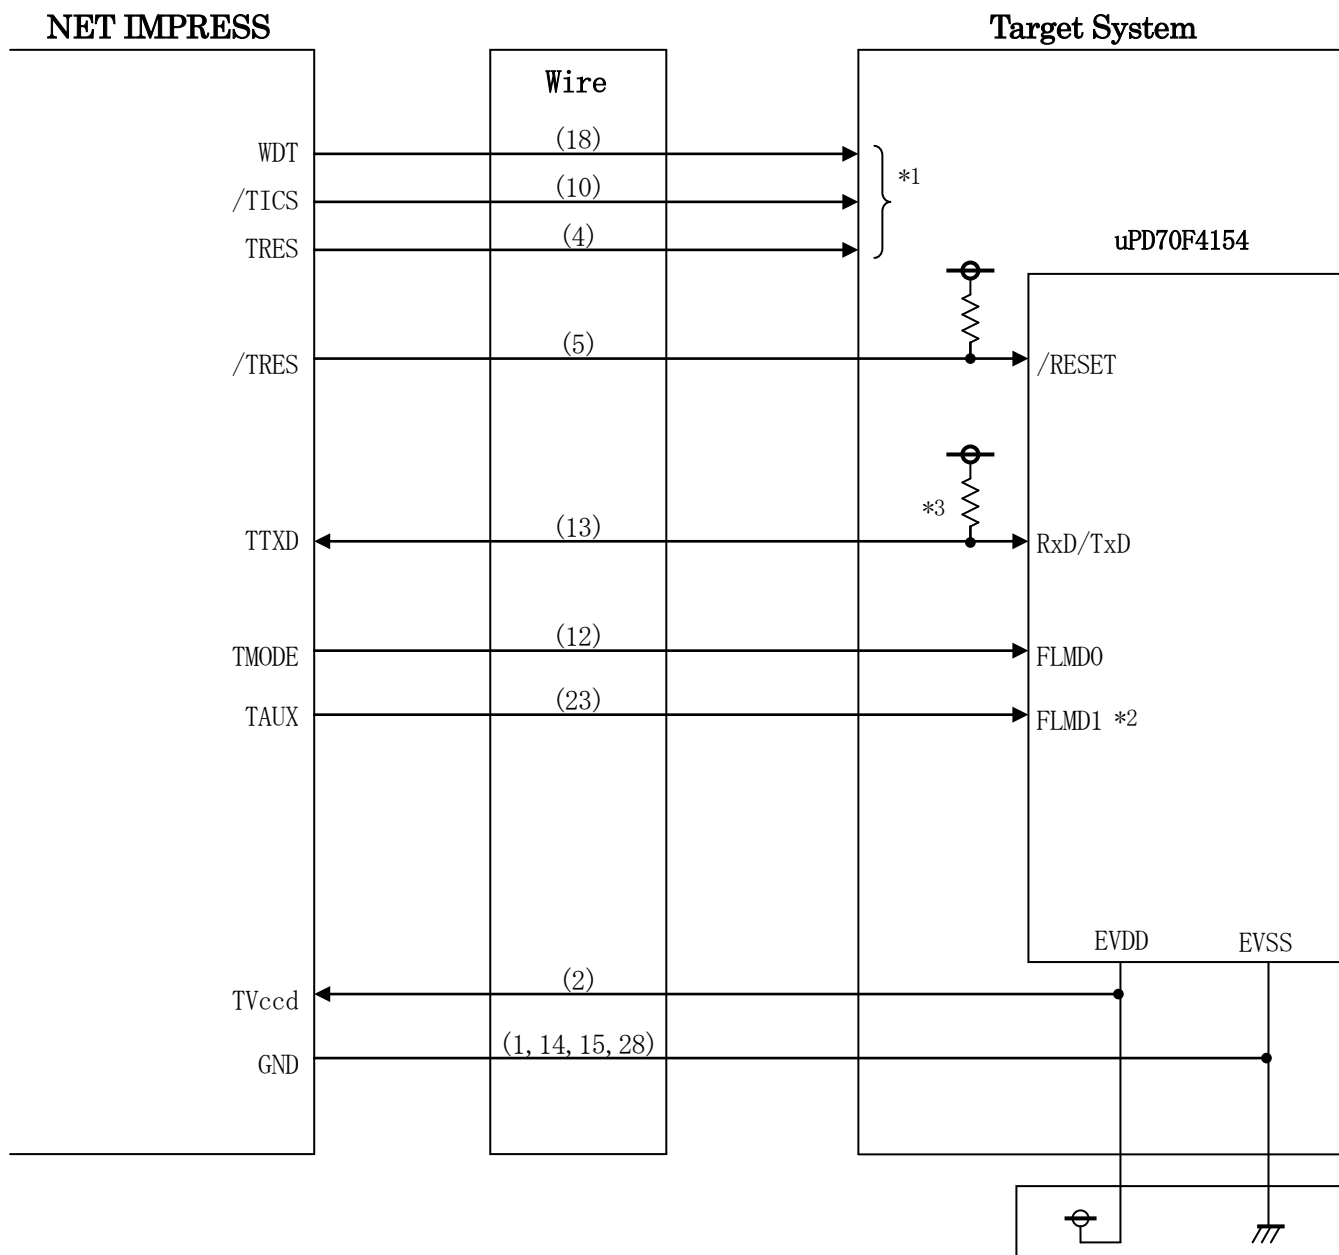 NET IMPRESS
Target System
Wire
WDT (18)
/TICS (10)
*1
TRES (4)
uPD70F4154
/TRES (5) /RESET
*3
TTXD (13) RxD/TxD
TMODE (12) FLMD0
TAUX (23) FLMD1 *2
EVDD EVSS
TVccd (2)
GND (1,14,15,28)